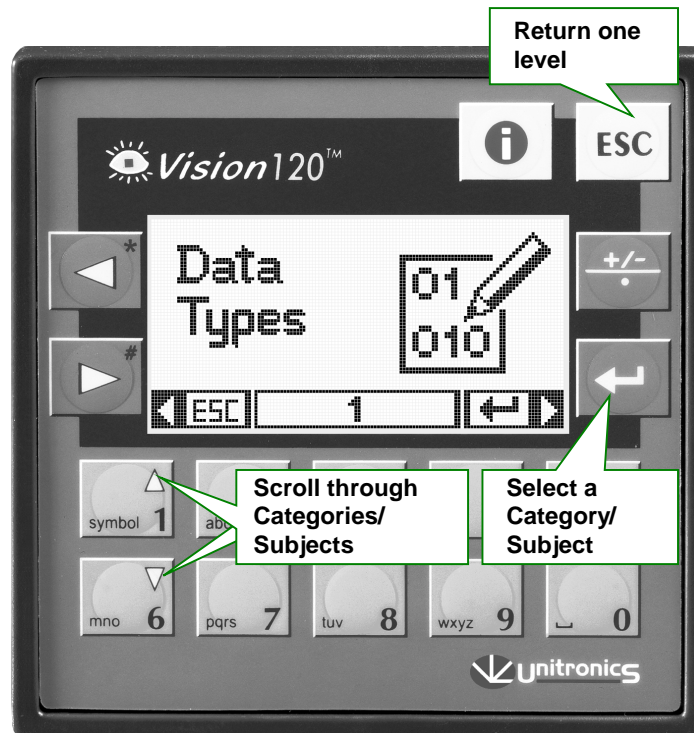 Return one
level
i
ESC
Vision120™
*
Data
Types
01
010
+/-
.
#
ESC
1
symbol 1
abc
Scroll through
Categories/
Subjects
Select a
Category/
Subject
mno 6
pqrs 7
tuv 8
wxyz 9
0
Unitronics